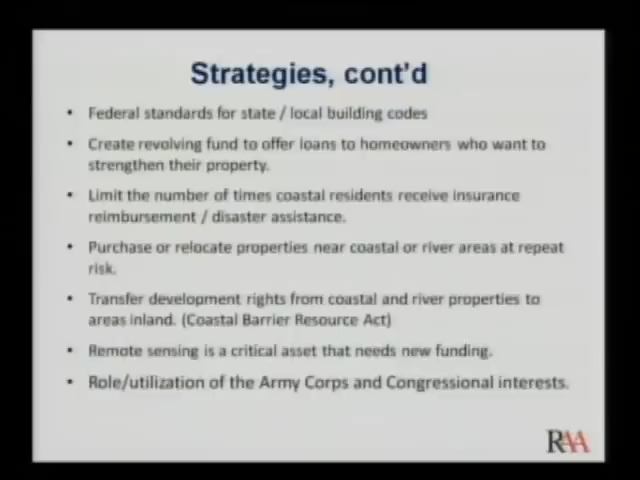 Strategies, cont'd
• Federal standards for state / local building codes
• Create revolving fund to offer loans to homeowners who want to
strengthen their property.
• Limit the number of times coastal residents receive insurance
reimbursement / disaster assistance.
• Purchase or relocate properties near coastal or river areas at repeat
risk.
• Transfer development rights from coastal and river properties to
areas inland. (Coastal Barrier Resource Act)
• Remote sensing is a critical asset that needs new funding.
• Role/utilization of the Army Corps and Congressional interests.
RAA